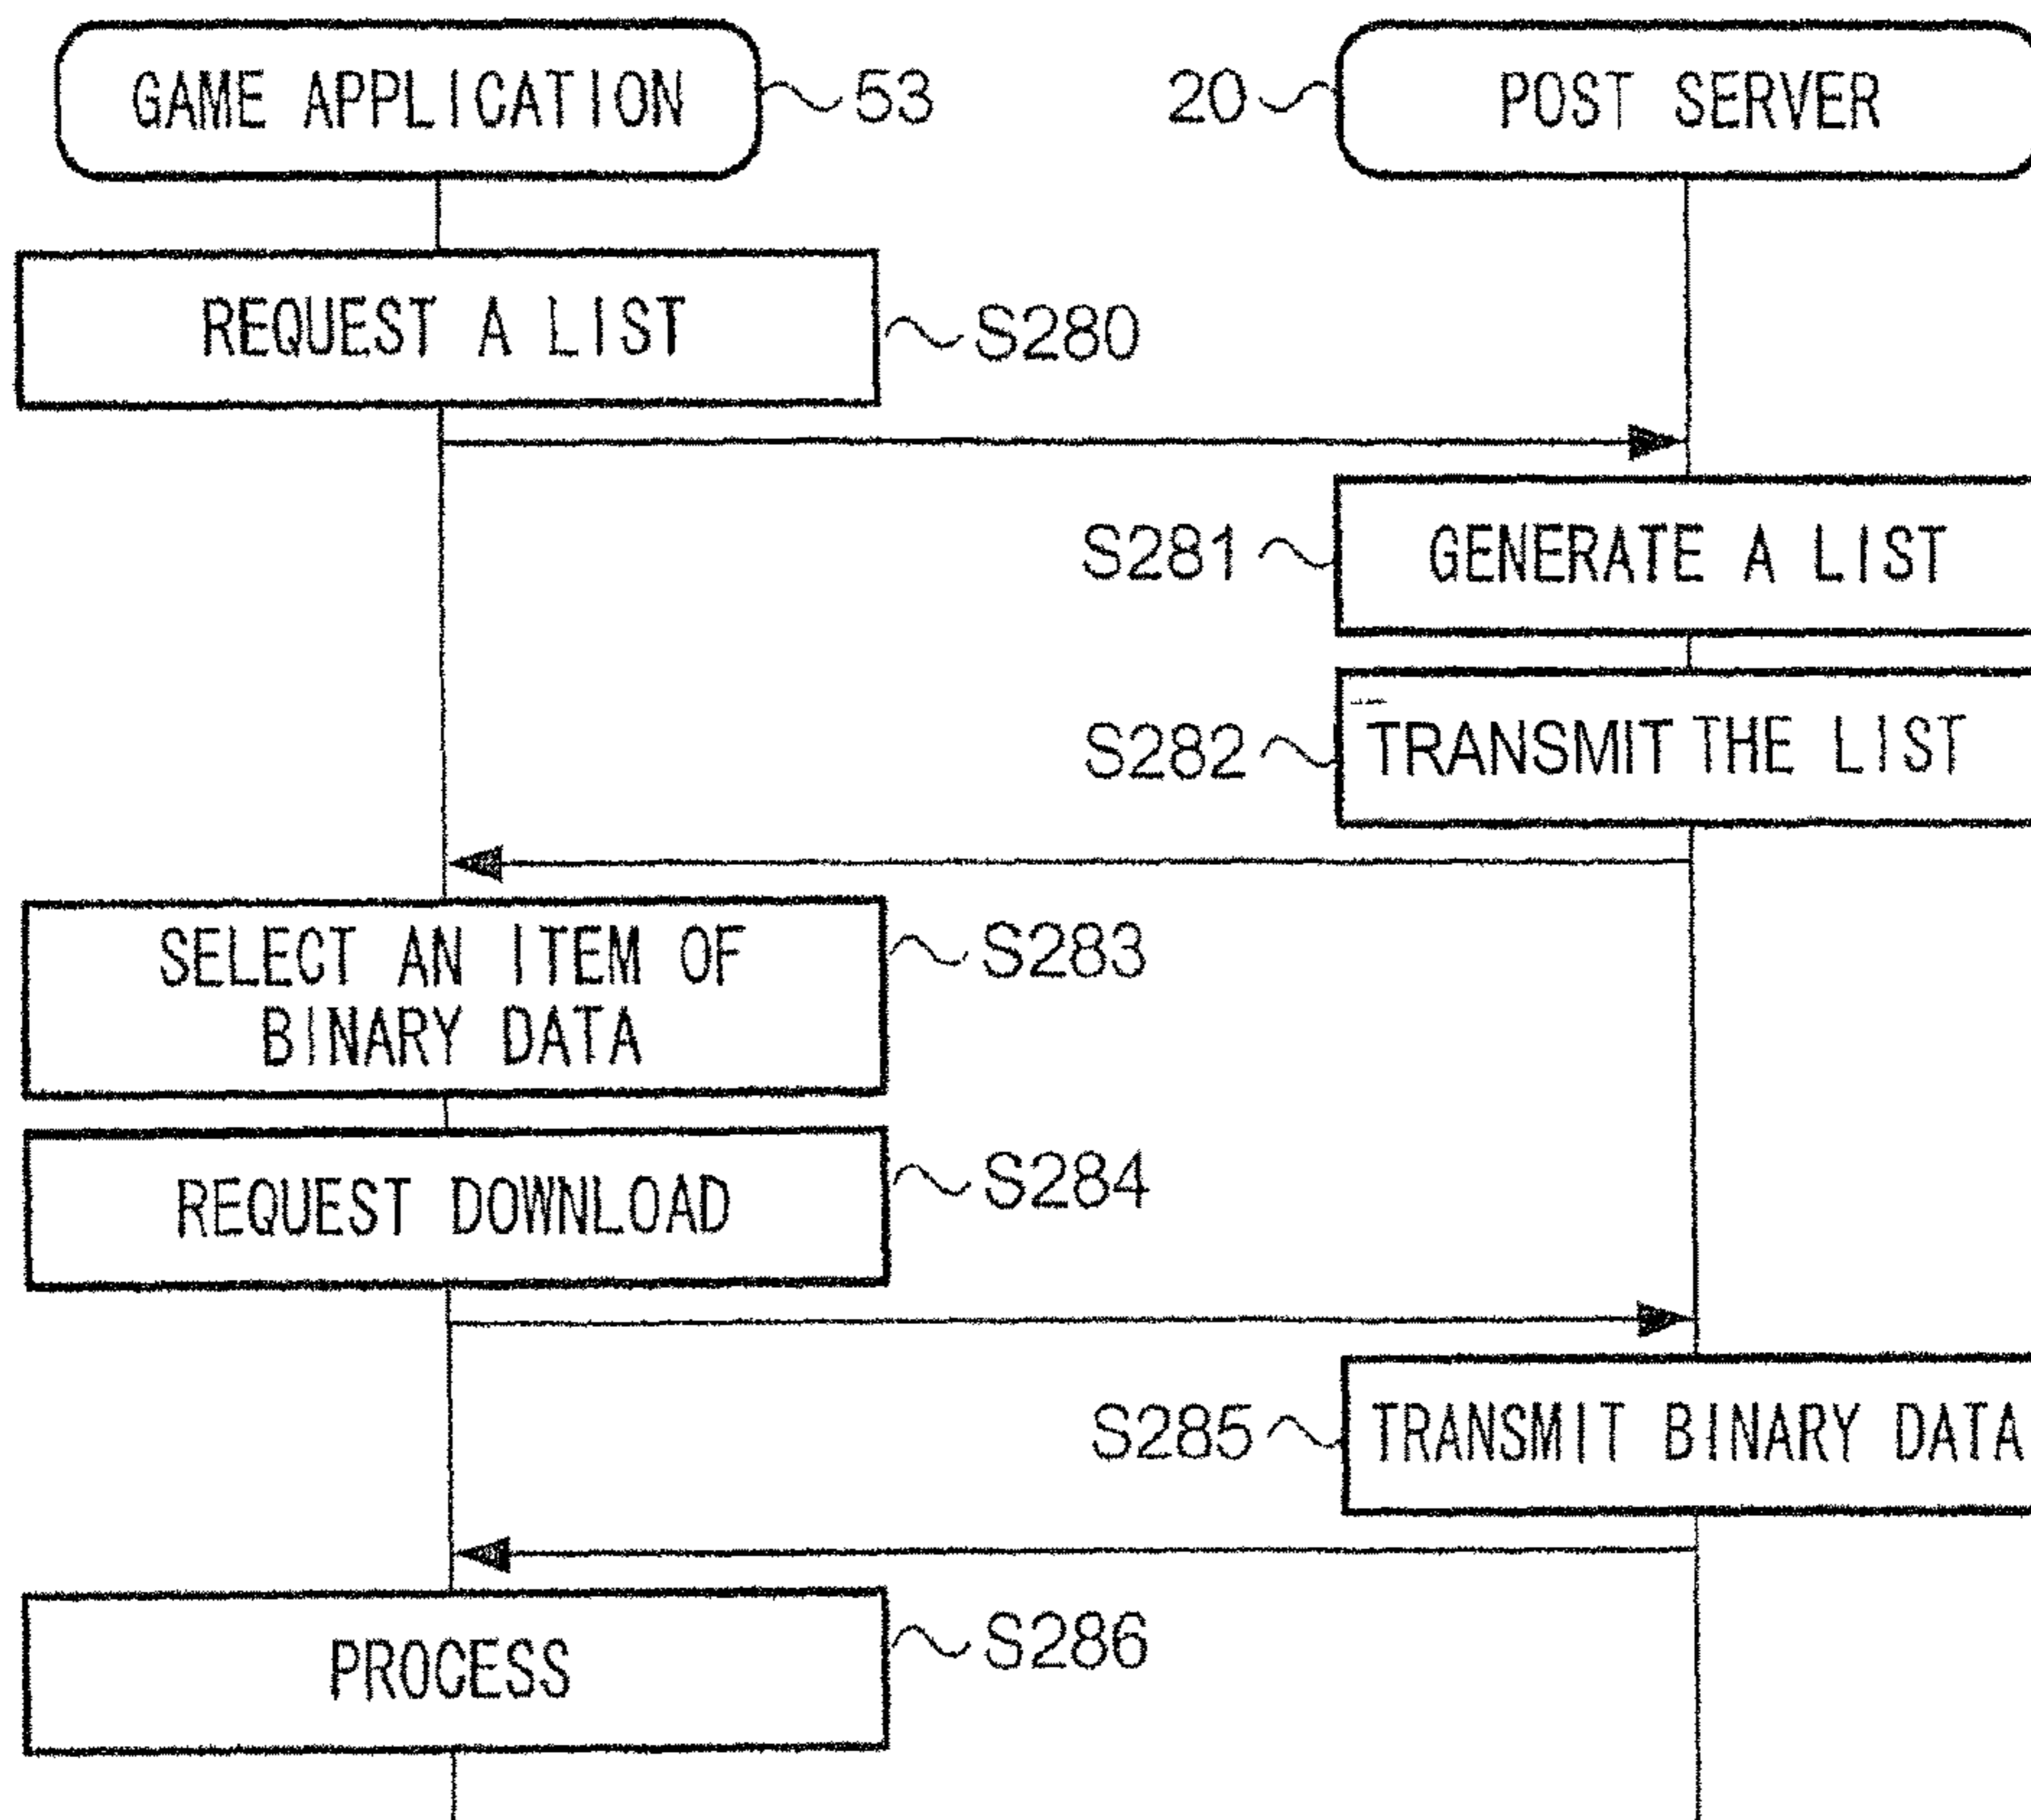 GAME APPLICATION 53 20 POST SERVER
REQUEST A LIST S280
S281 GENERATE A LIST
S282 TRANSMIT THE LIST
SELECT AN ITEM OF S283
BINARY DATA
REQUEST DOWNLOAD S284
S285 TRANSMIT BINARY DATA
PROCESS S286